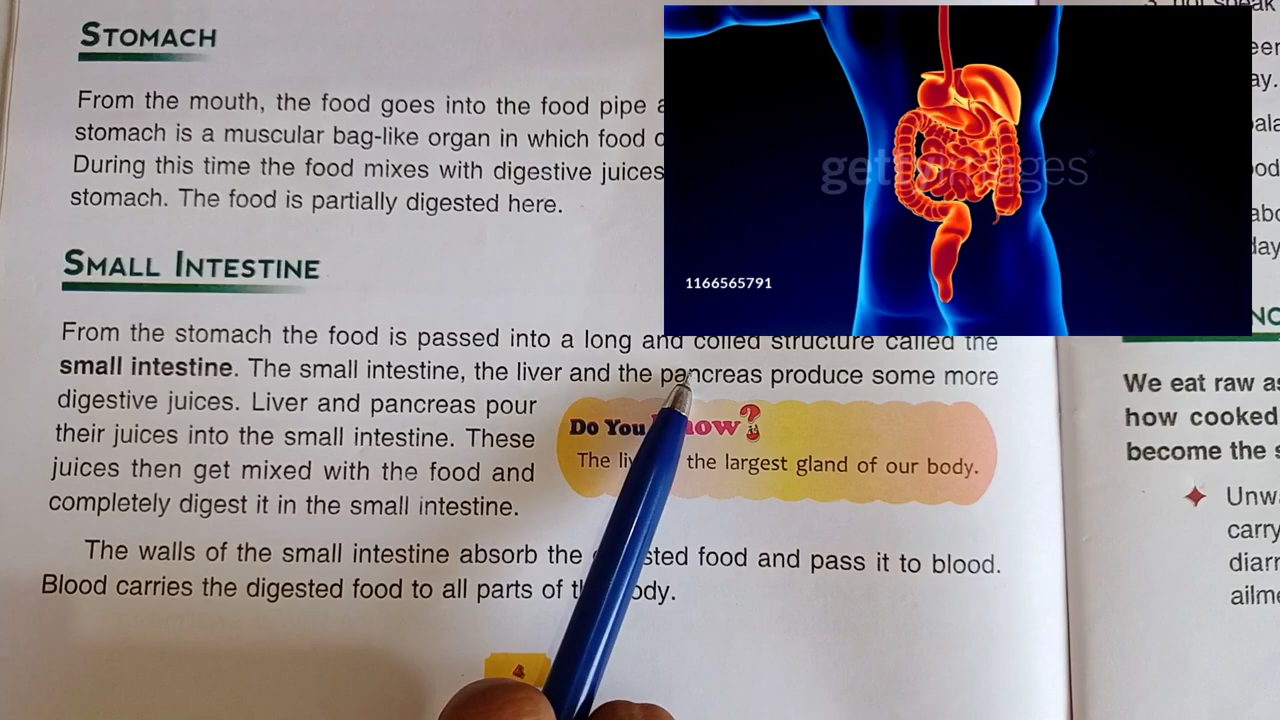 STOMACH
From the mouth, the food goes into the food pipe
stomach is a muscular bag-like organ in which food
During this time the food mixes with digestive juices
stomach. The food is partially digested here.
SMALL INTESTINE
From the stomach the food is passed into a long and coiled structure called the
small intestine. The small intestine, the liver and the pancreas produce some more
digestive juices. Liver and pancreas pour
their juices into the small intestine. These
juices then get mixed with the food and
completely digest it in the small intestine.
Do You Know?
The the largest gland of our body.
The walls of the small intestine absorb the food and pass it to blood.
Blood carries the digested food to all parts of body.
4
gettyimages
1166565791
3. not speak
We eat raw
how cooked
become the